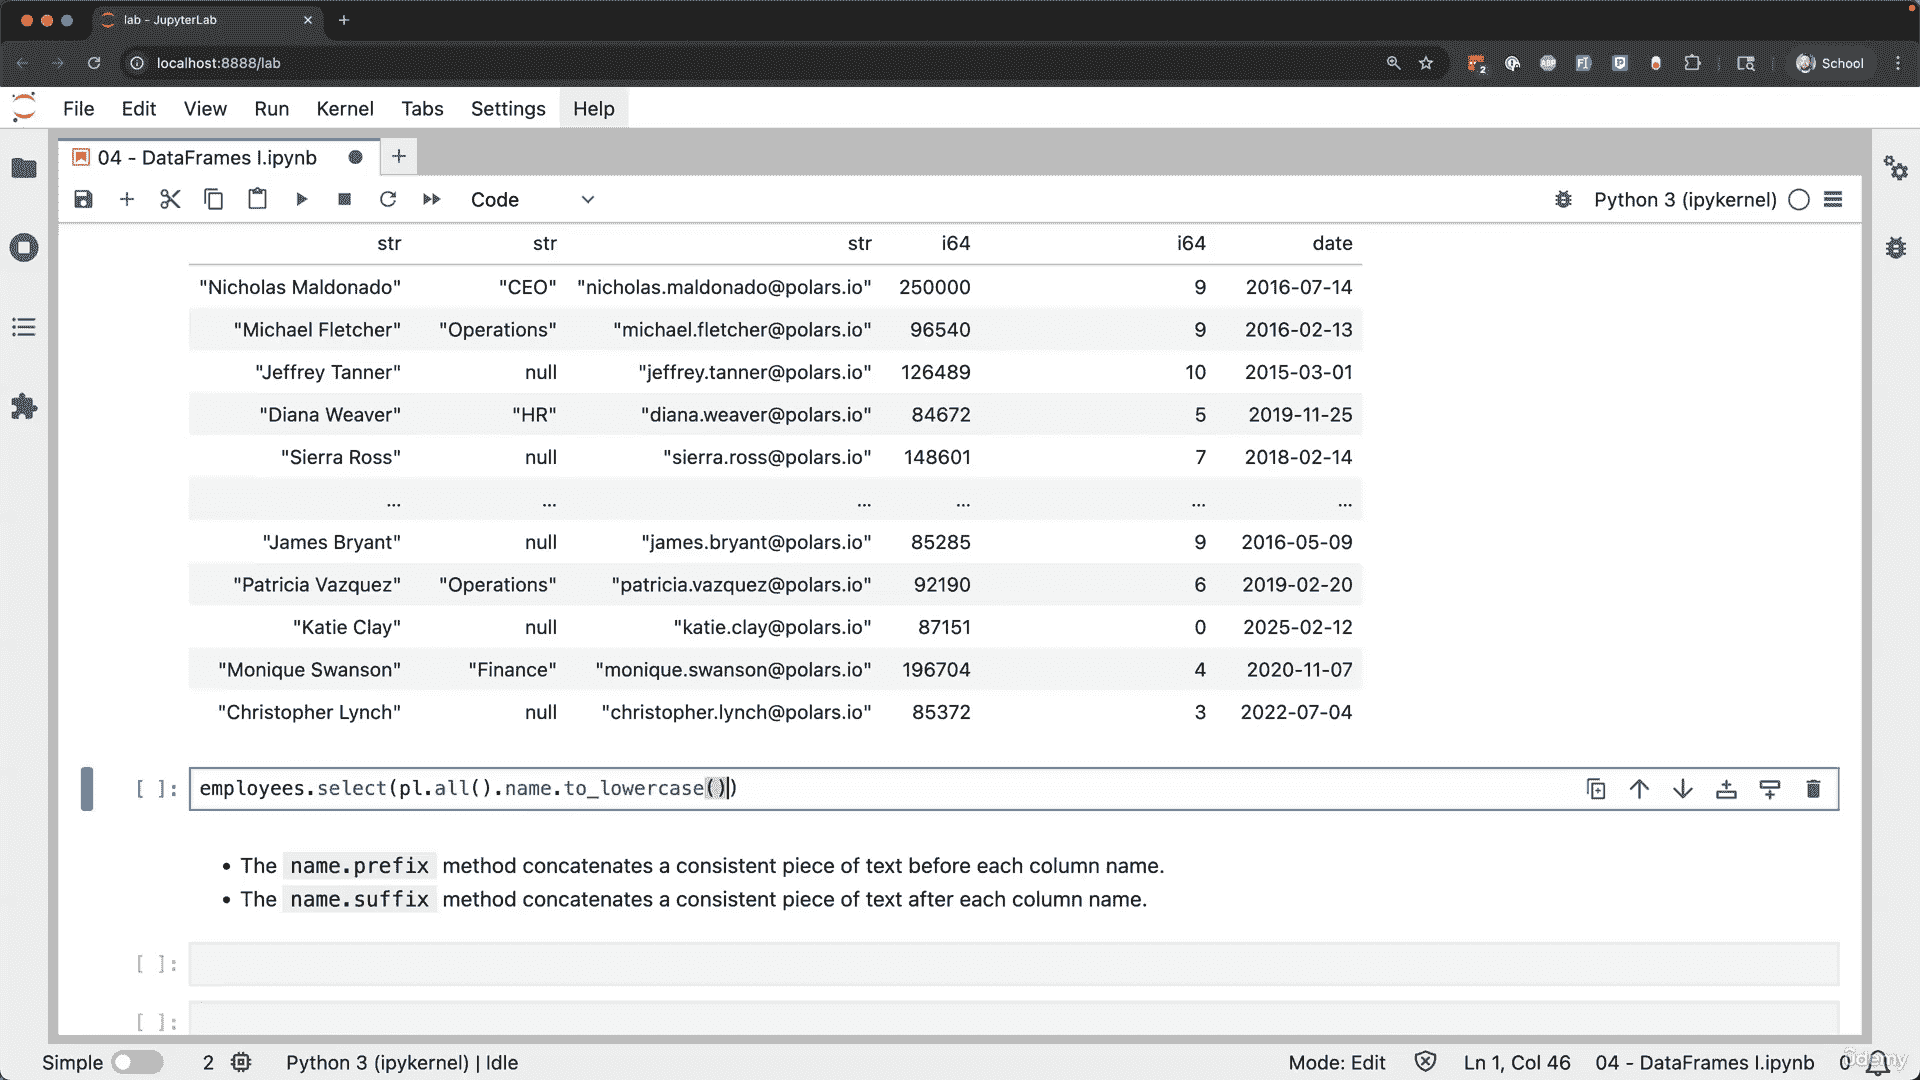 lab - JupyterLab
localhost:8888/lab
2
School
File Edit View Run Kernel Tabs Settings Help
04 - DataFrames I.ipynb
Code
Python 3 (ipykernel)
str str str i64 i64 date
"Nicholas Maldonado" "CEO" "nicholas.maldonado@polars.io" 250000 9 2016-07-14
"Michael Fletcher" "Operations" "michael.fletcher@polars.io" 96540 9 2016-02-13
"Jeffrey Tanner" null "jeffrey.tanner@polars.io" 126489 10 2015-03-01
"Diana Weaver" "HR" "diana.weaver@polars.io" 84672 5 2019-11-25
"Sierra Ross" null "sierra.ross@polars.io" 148601 7 2018-02-14
… … … … … …
"James Bryant" null "james.bryant@polars.io" 85285 9 2016-05-09
"Patricia Vazquez" "Operations" "patricia.vazquez@polars.io" 92190 6 2019-02-20
"Katie Clay" null "katie.clay@polars.io" 87151 0 2025-02-12
"Monique Swanson" "Finance" "monique.swanson@polars.io" 196704 4 2020-11-07
"Christopher Lynch" null "christopher.lynch@polars.io" 85372 3 2022-07-04
[ ]: employees.select(pl.all().name.to_lowercase())
• The name.prefix method concatenates a consistent piece of text before each column name.
• The name.suffix method concatenates a consistent piece of text after each column name.
[ ]:
[ ]:
Simple 2 Python 3 (ipykernel) | Idle Mode: Edit Ln 1, Col 46 04 - DataFrames I.ipynb 0
udemy